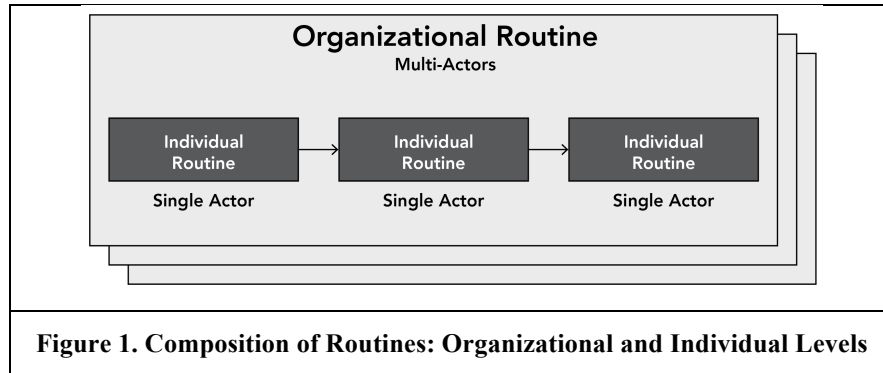 Organizational Routine
Multi-Actors
Individual
Routine
Single Actor
Individual
Routine
Single Actor
Individual
Routine
Single Actor
Figure 1. Composition of Routines: Organizational and Individual Levels